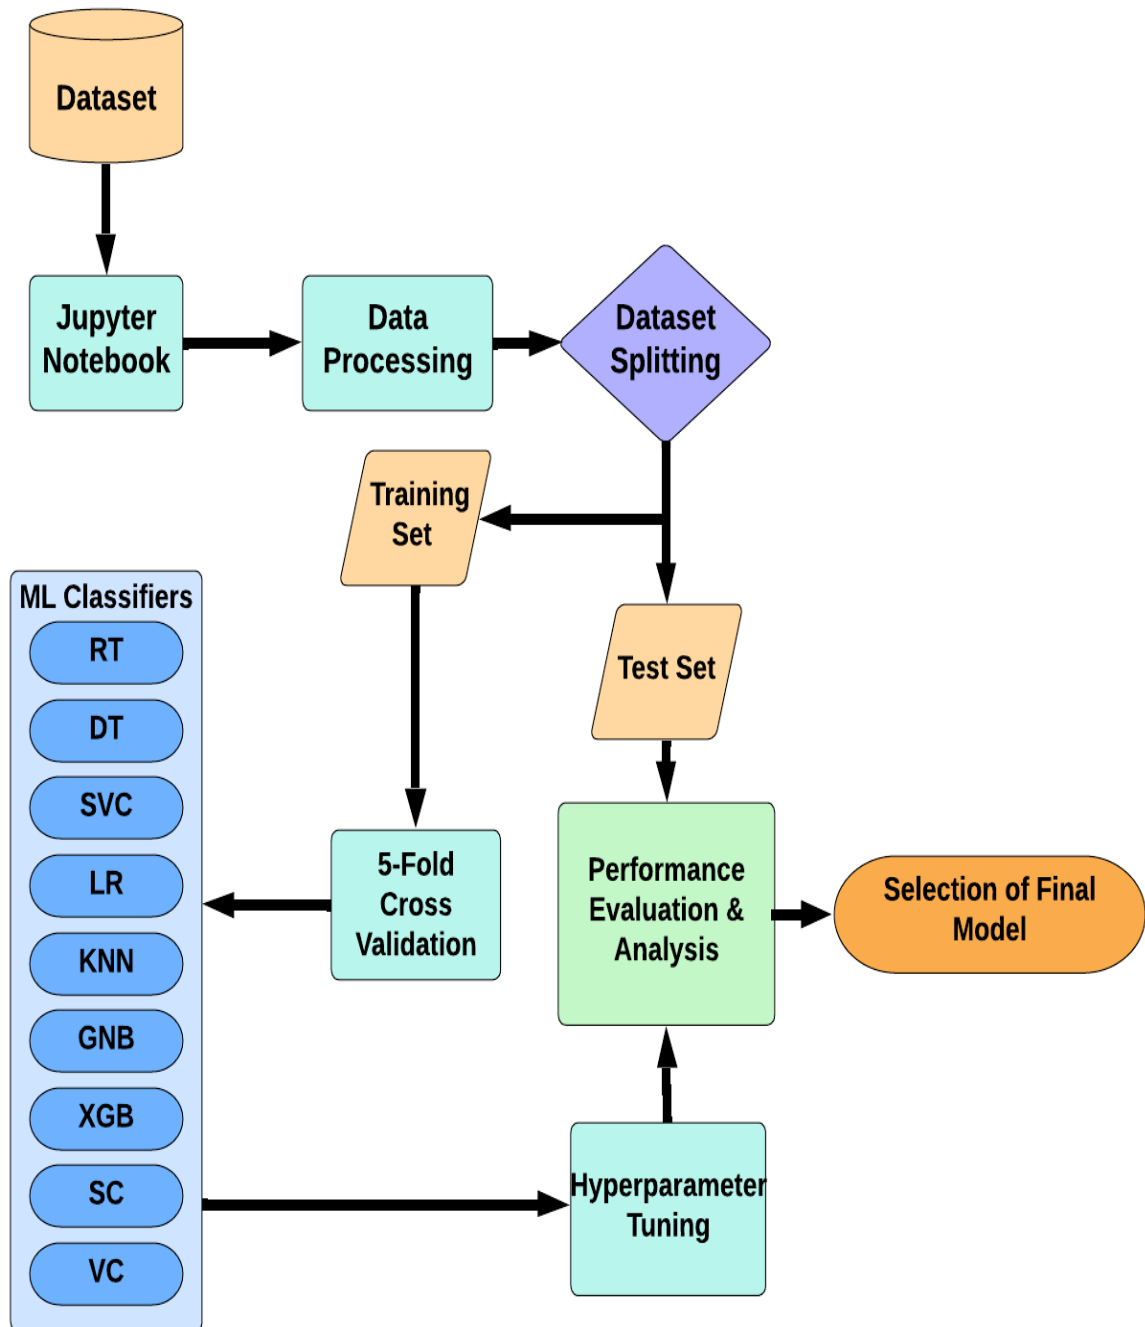 Dataset
Jupyter
Notebook
Data
Processing
Dataset
Splitting
Training
Set
Test Set
ML Classifiers
RT
DT
SVC
LR
KNN
GNB
XGB
SC
VC
5-Fold
Cross
Validation
Performance
Evaluation &
Analysis
Selection of Final
Model
Hyperparameter
Tuning